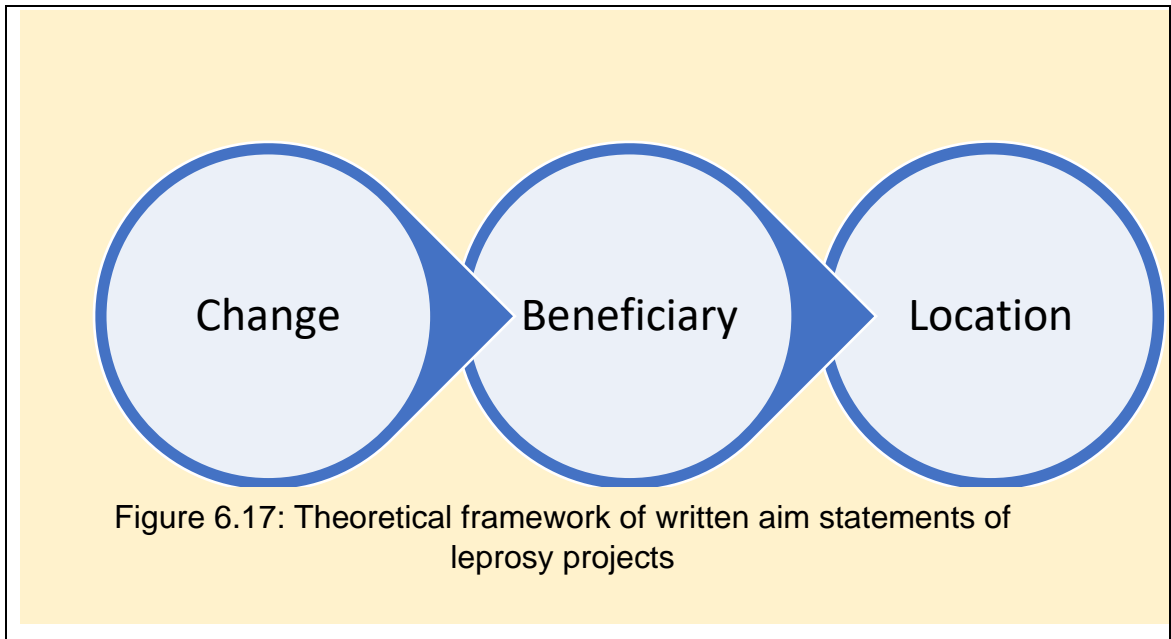 Change Beneficiary Location
Figure 6.17: Theoretical framework of written aim statements of
leprosy projects